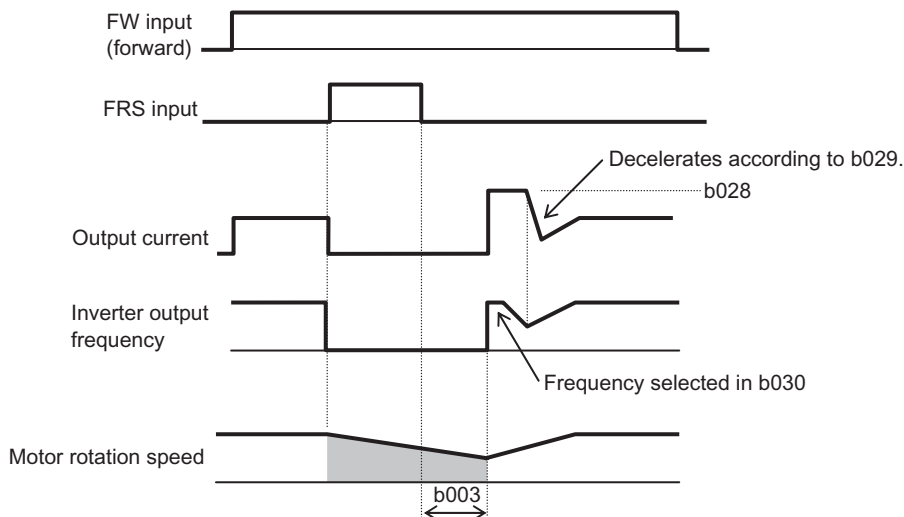 FW input
(forward)
FRS input
Decelerates according to b029.
b028
Output current
Inverter output
frequency
Frequency selected in b030
Motor rotation speed
b003